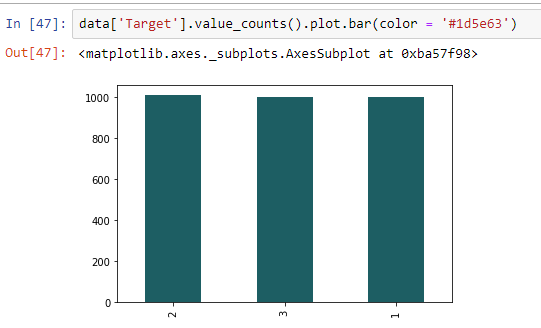 In [47]: data['Target'].value_counts().plot.bar(color = '#1d5e63')
Out[47]: <matplotlib.axes._subplots.AxesSubplot at 0xba57f98>
1000
800
600
400
200
0
2 3 1